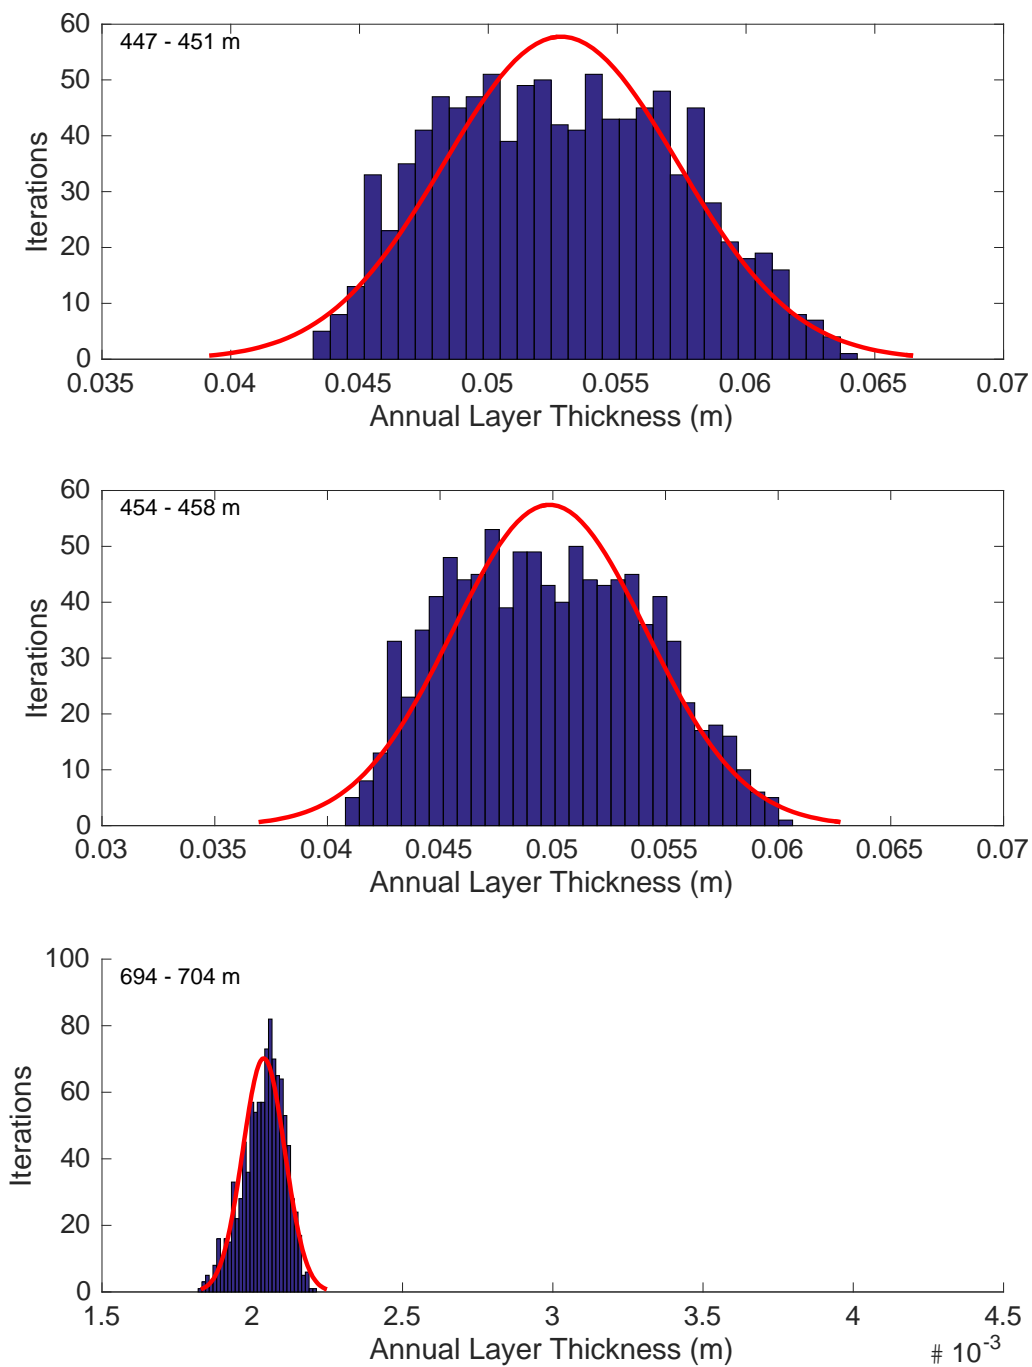 60
50
40
30
20
10
0
Iterations
447 - 451 m
0.035 0.04 0.045 0.05 0.055 0.06 0.065 0.07
Annual Layer Thickness (m)
60
50
40
30
20
10
0
Iterations
454 - 458 m
0.03 0.035 0.04 0.045 0.05 0.055 0.06 0.065 0.07
Annual Layer Thickness (m)
100
80
60
40
20
0
Iterations
694 - 704 m
1.5 2 2.5 3 3.5 4 4.5
Annual Layer Thickness (m)
# 10^-3